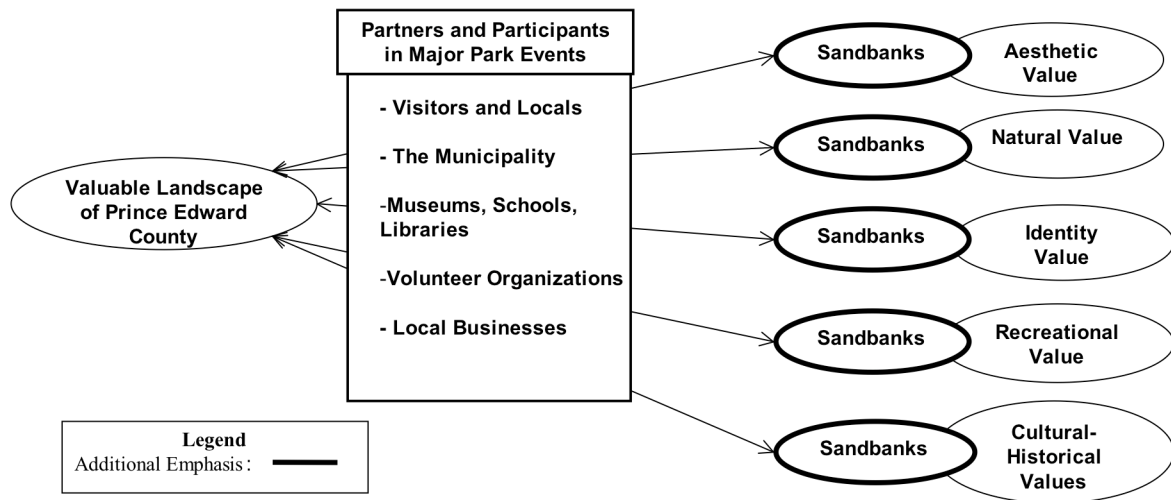 Partners and Participants
in Major Park Events
- Visitors and Locals
- The Municipality
-Museums, Schools,
Libraries
-Volunteer Organizations
- Local Businesses
Valuable Landscape
of Prince Edward
County
Sandbanks
Aesthetic
Value
Sandbanks
Natural Value
Sandbanks
Identity
Value
Sandbanks
Recreational
Value
Sandbanks
Cultural-
Historical
Values
Legend
Additional Emphasis: